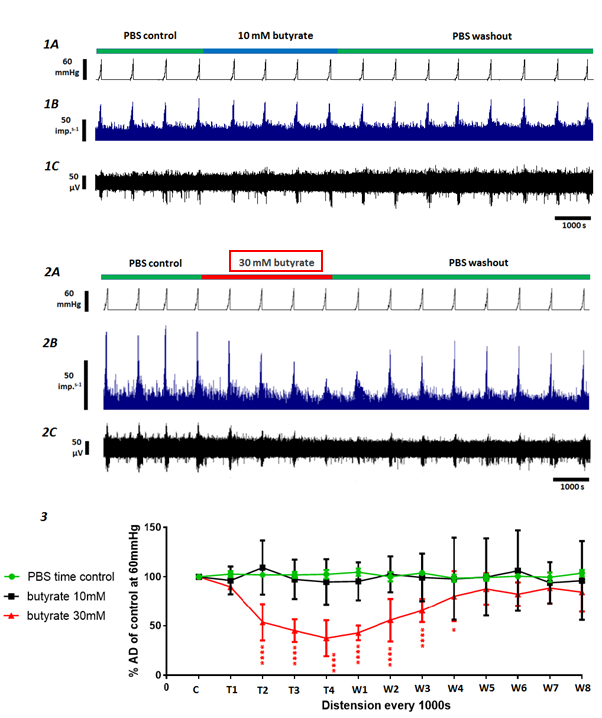 PBS control 10 mM butyrate PBS washout
1A
60
mmHg
1B
50
imp.s-1
1C
50
µV
1000 s
PBS control 30 mM butyrate PBS washout
2A
60
mmHg
2B
50
imp.s-1
2C
50
µV
1000 s
3
PBS time control
butyrate 10mM
butyrate 30mM
% AD of control at 60mmHg
150
100
50
0
C T1 T2 T3 T4 W1 W2 W3 W4 W5 W6 W7 W8
**** **** **** **** **** **** *
Distension every 1000s